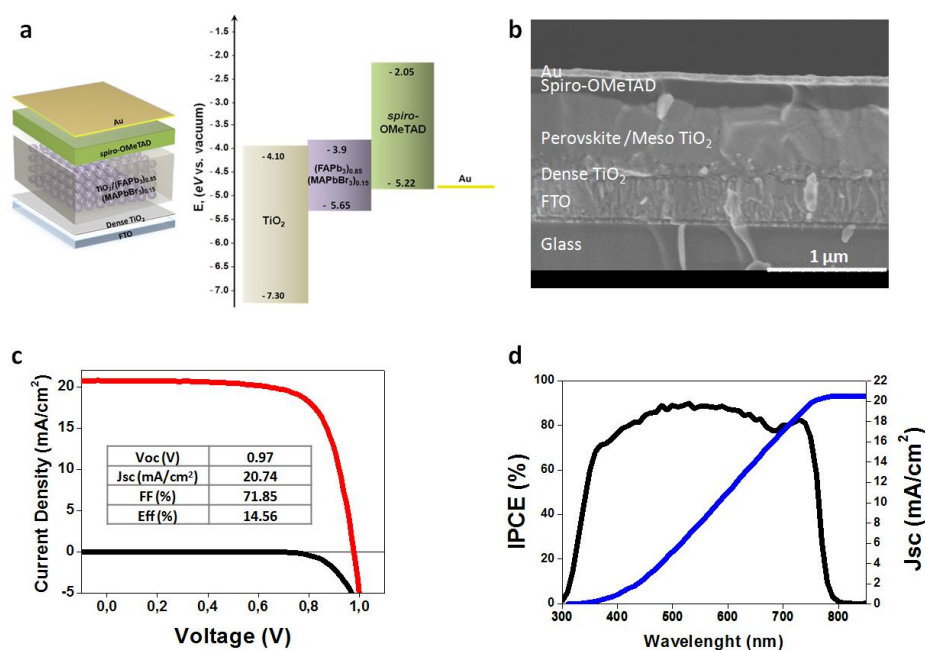 a
Au
spiro-OMeTAD
TiO₂/(FAPb₃)₀.₈₅
(MAPbBr₃)₀.₁₅
Dense TiO₂
FTO
E, (eV vs. vacuum)
- 1.5
- 2.0
- 2.5
- 3.0
- 3.5
- 4.0
- 4.5
- 5.0
- 5.5
- 6.0
- 6.5
- 7.0
- 4.10
TiO₂
- 7.30
- 3.9
(FAPb₃)₀.₈₅
(MAPbBr₃)₀.₁₅
- 5.65
- 2.05
spiro-
OMeTAD
- 5.22
Au
b
Au
Spiro-OMeTAD
Perovskite/Meso TiO₂
Dense TiO₂
FTO
Glass
1 μm
c
Current Density (mA/cm²)
20
15
10
5
0
-5
Voc (V) 0.97
Jsc (mA/cm²) 20.74
FF (%) 71.85
Eff (%) 14.56
0,0 0,2 0,4 0,6 0,8 1,0
Voltage (V)
d
IPCE (%)
100
80
60
40
20
0
22
20
18
16
14
12
10
8
6
4
2
0
Jsc (mA/cm²)
300 400 500 600 700 800
Wavelenght (nm)